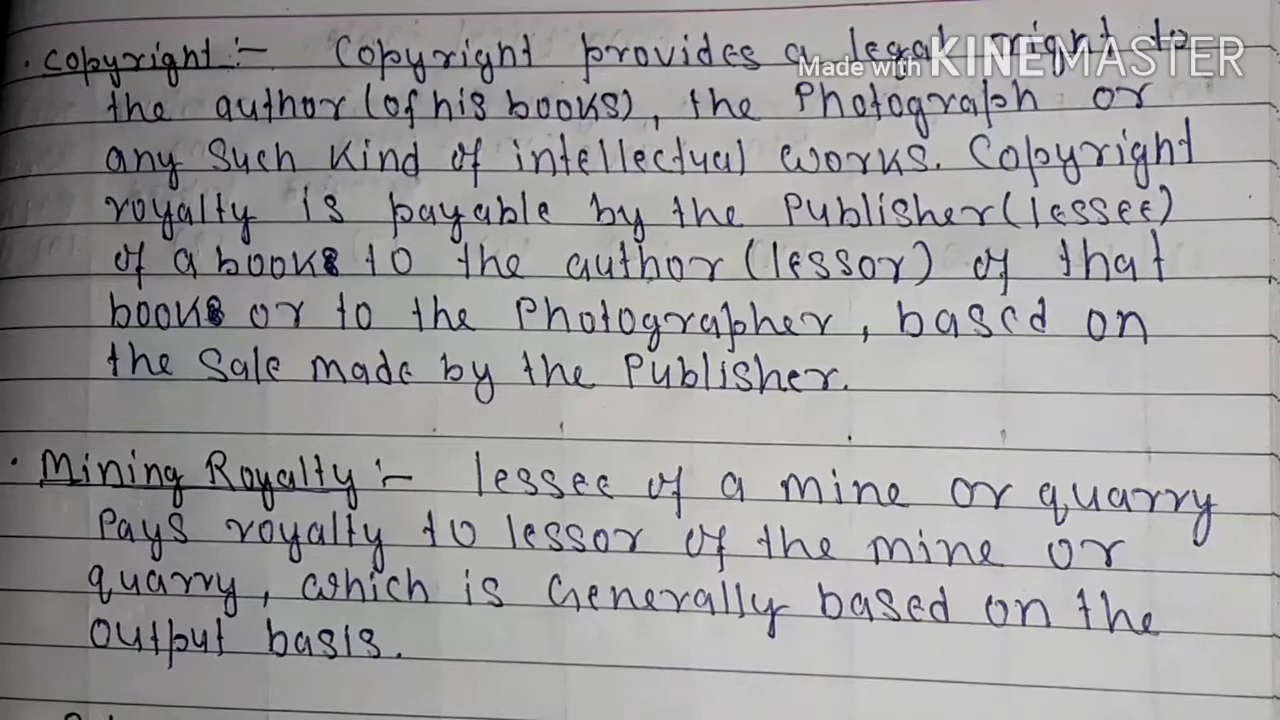 • Copyright :- Copyright provides a legal right to
Made with KINEMASTER
the author (of his books), the Photograph or
any such kind of intellectual works. Copyright
royalty is payable by the Publisher (lessee)
of a book to the author (lessor) of that
book or to the Photographer, based on
the sale made by the Publisher.
• Mining Royalty :- lessee of a mine or quarry
Pays royalty to lessor of the mine or
quarry, which is Generally based on the
output basis.